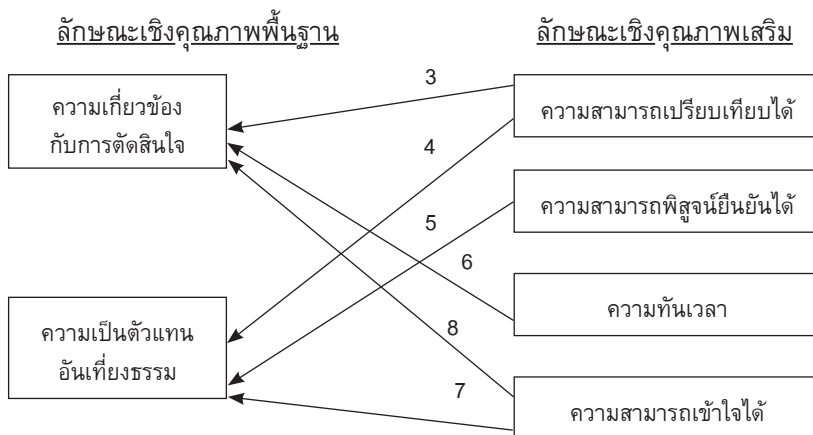 ลักษณะเชิงคุณภาพพื้นฐาน
ลักษณะเชิงคุณภาพเสริม
ความเกี่ยวข้อง
กับการตัดสินใจ
3
ความสามารถเปรียบเทียบได้
4
ความสามารถพิสูจน์ยืนยันได้
5
6
ความเป็นตัวแทน
อันเที่ยงธรรม
ความทันเวลา
8
7
ความสามารถเข้าใจได้